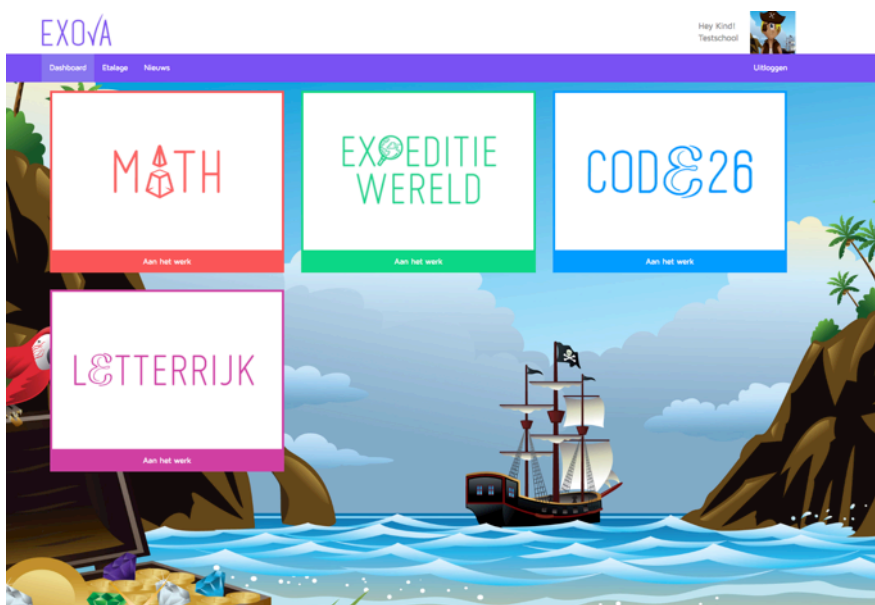 EXOVA
Hey Kind!
Testschool
Dashboard Etalage Nieuws Uitloggen
MATH
EXPEDITIE
WERELD
CODE26
Aan het werk
Aan het werk
Aan het werk
LETTERRIJK
Aan het werk